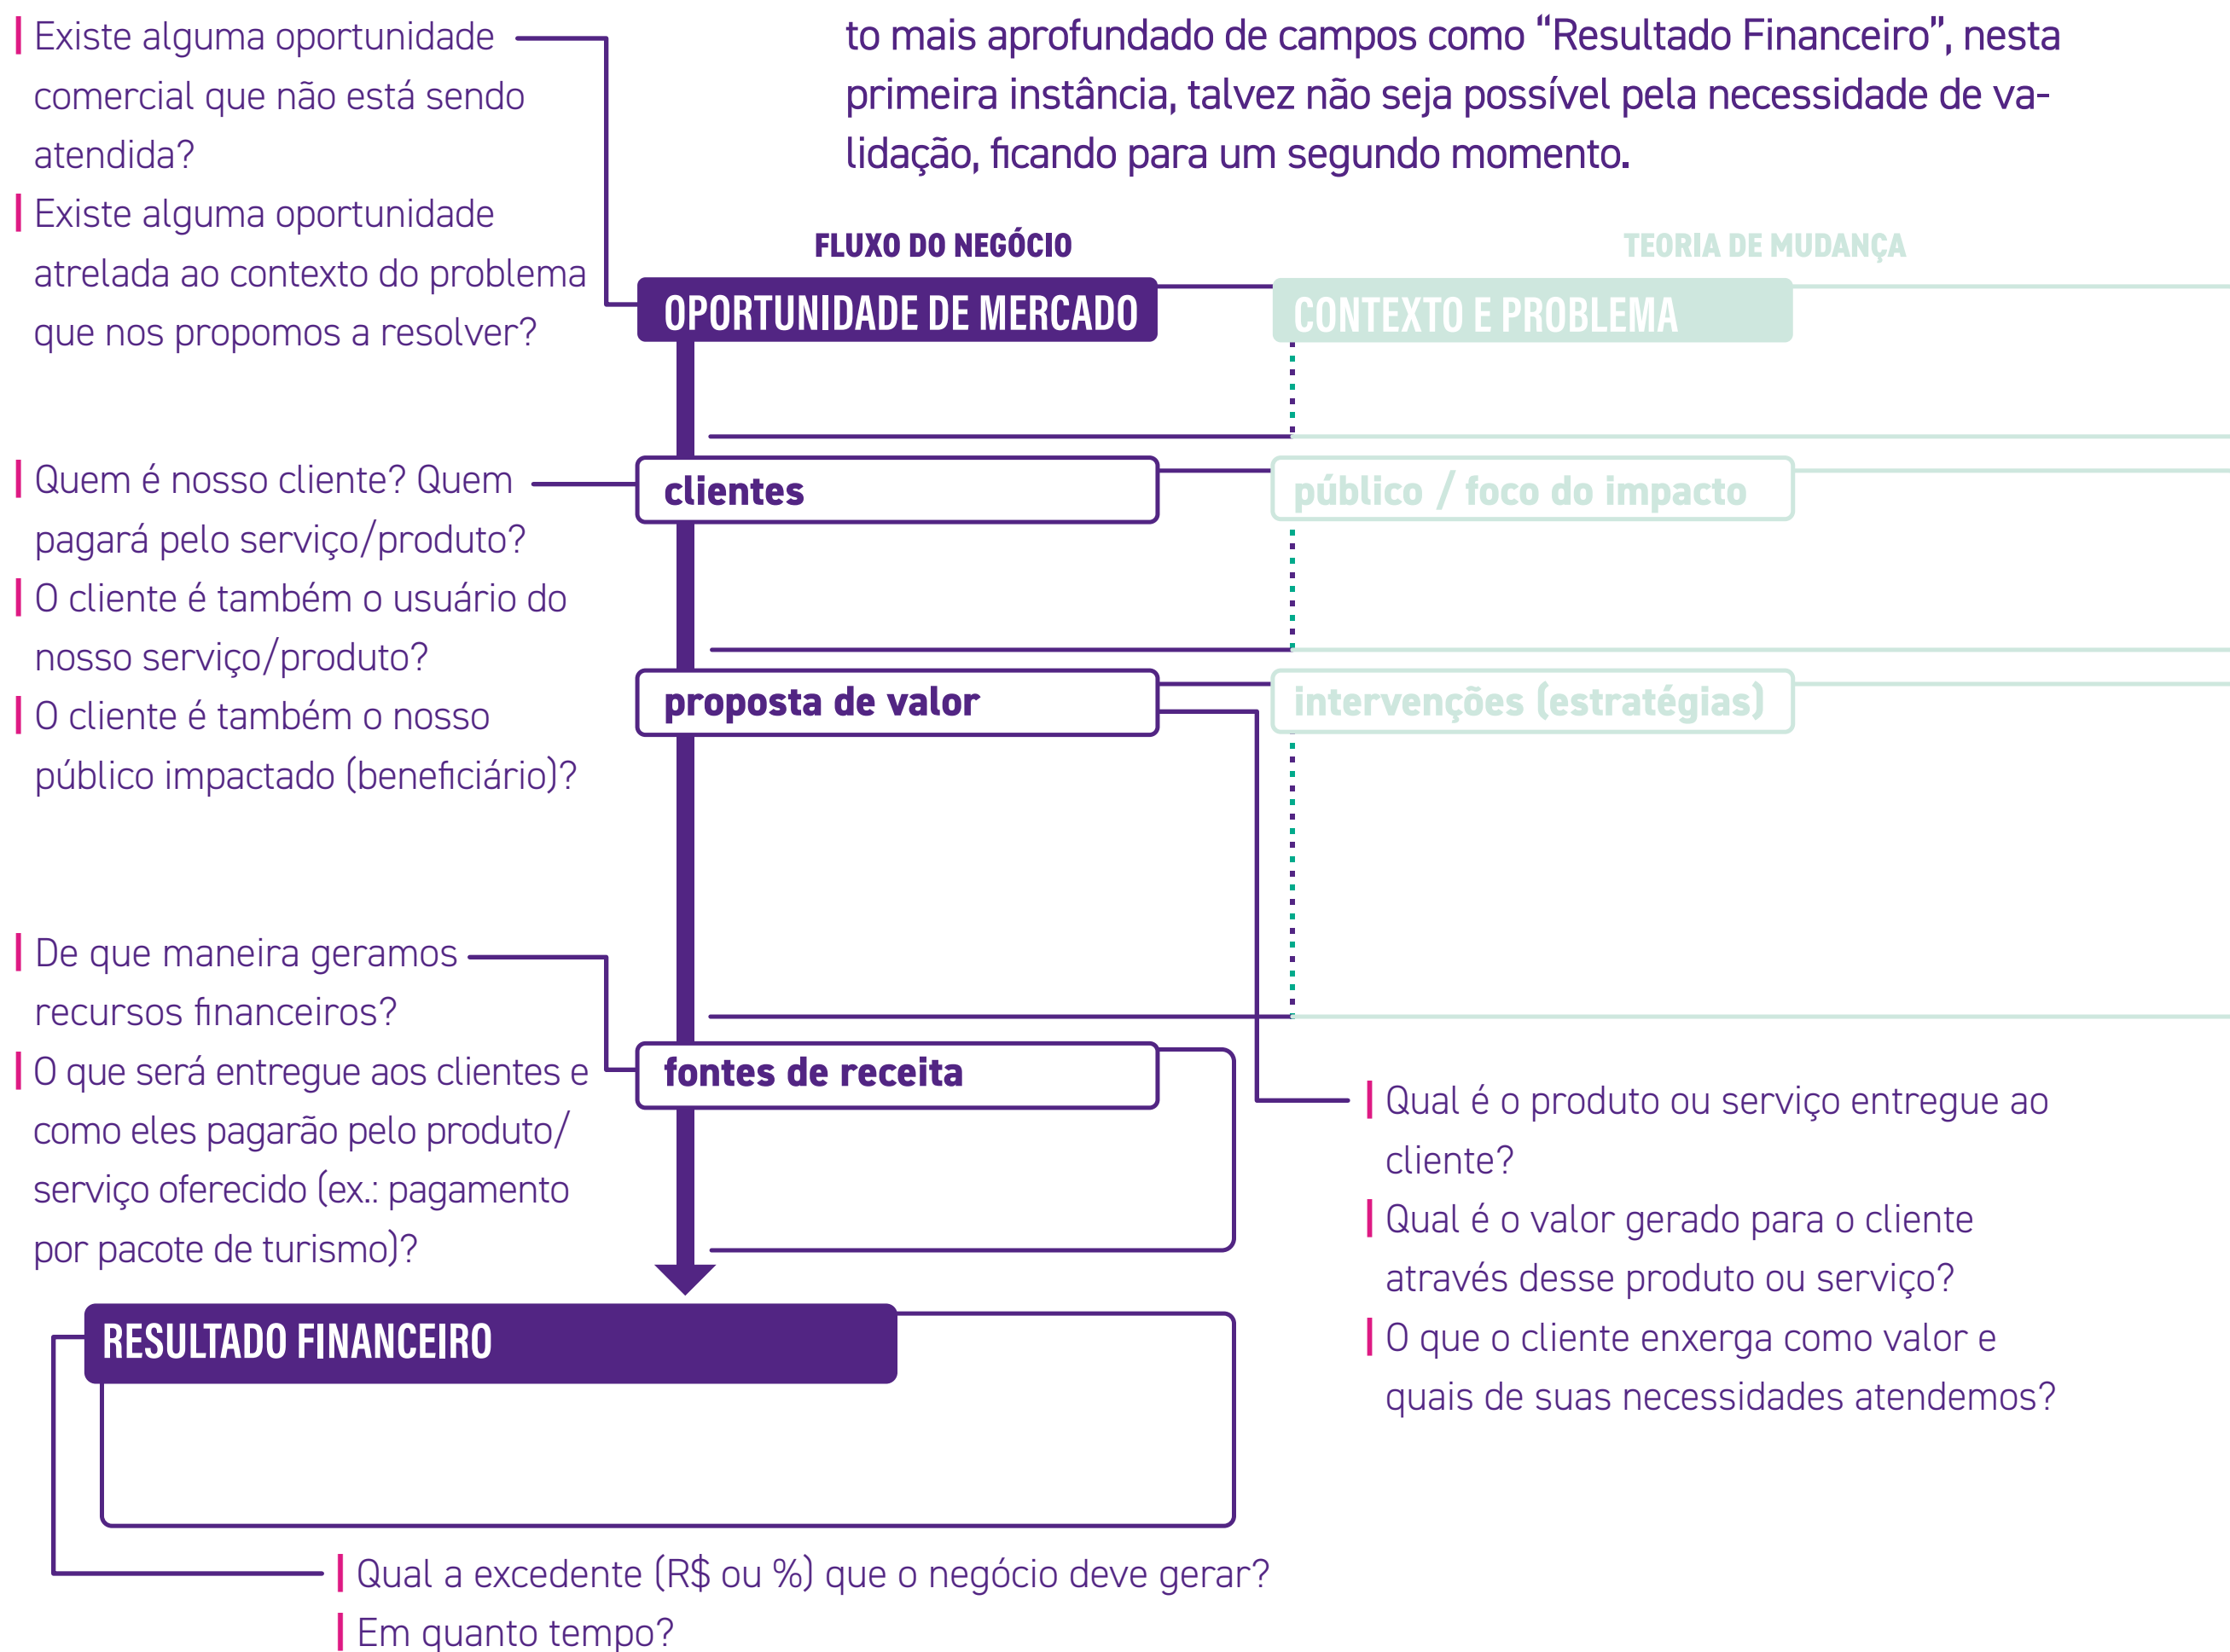 to mais aprofundado de campos como “Resultado Financeiro”, nesta
primeira instância, talvez não seja possível pela necessidade de va-
lidação, ficando para um segundo momento.
Existe alguma oportunidade
comercial que não está sendo
atendida?
Existe alguma oportunidade
atrelada ao contexto do problema
que nos propomos a resolver?
FLUXO DO NEGÓCIO
TEORIA DE MUDANÇA
OPORTUNIDADE DE MERCADO
CONTEXTO E PROBLEMA
Quem é nosso cliente? Quem
pagará pelo serviço/produto?
O cliente é também o usuário do
nosso serviço/produto?
O cliente é também o nosso
público impactado (beneficiário)?
clientes
público / foco do impacto
proposta de valor
intervenções (estratégias)
De que maneira geramos
recursos financeiros?
O que será entregue aos clientes e
como eles pagarão pelo produto/
serviço oferecido (ex.: pagamento
por pacote de turismo)?
fontes de receita
Qual é o produto ou serviço entregue ao
cliente?
Qual é o valor gerado para o cliente
através desse produto ou serviço?
O que o cliente enxerga como valor e
quais de suas necessidades atendemos?
RESULTADO FINANCEIRO
Qual a excedente (R$ ou %) que o negócio deve gerar?
Em quanto tempo?